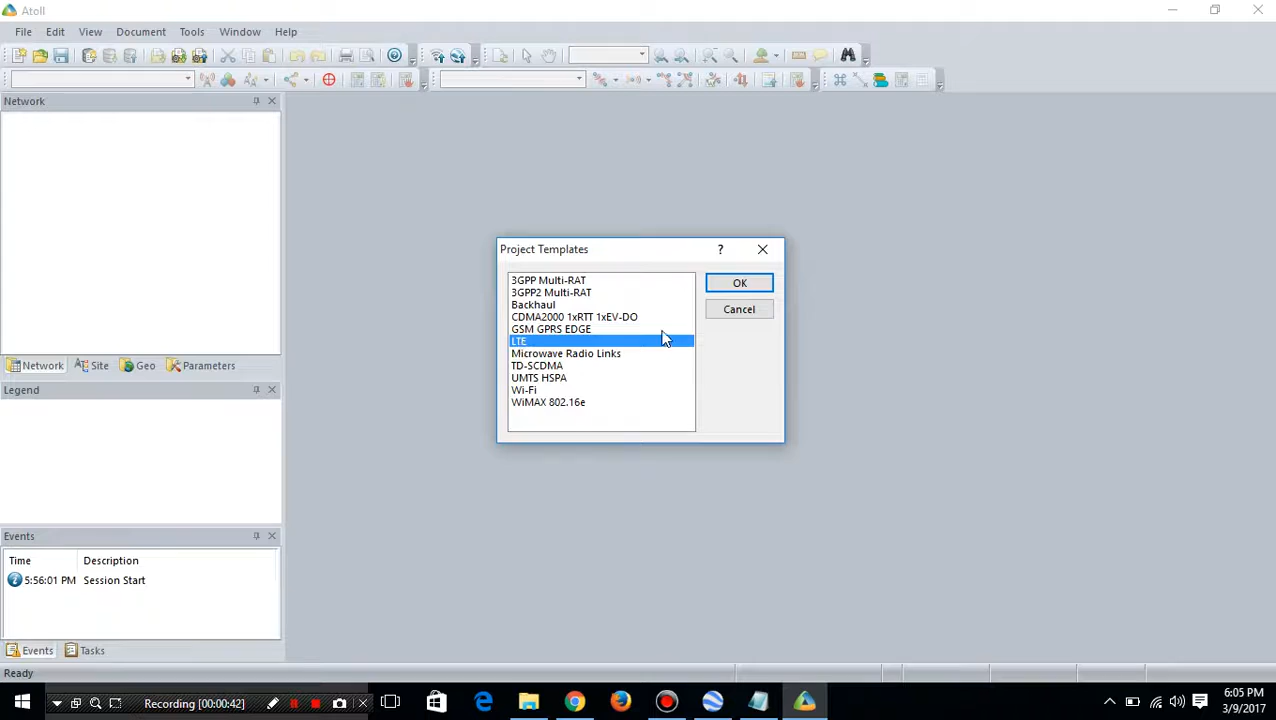 Atoll
File Edit View Document Tools Window Help
Network
Network Site Geo Parameters
Legend
Events
Time Description
5:56:01 PM Session Start
Events Tasks
Ready
Project Templates ?
3GPP Multi-RAT
3GPP2 Multi-RAT
Backhaul
CDMA2000 1xRTT 1xEV-DO
GSM GPRS EDGE
LTE
Microwave Radio Links
TD-SCDMA
UMTS HSPA
Wi-Fi
WiMAX 802.16e
OK
Cancel
Recording [00:00:42]
6:05 PM
3/9/2017